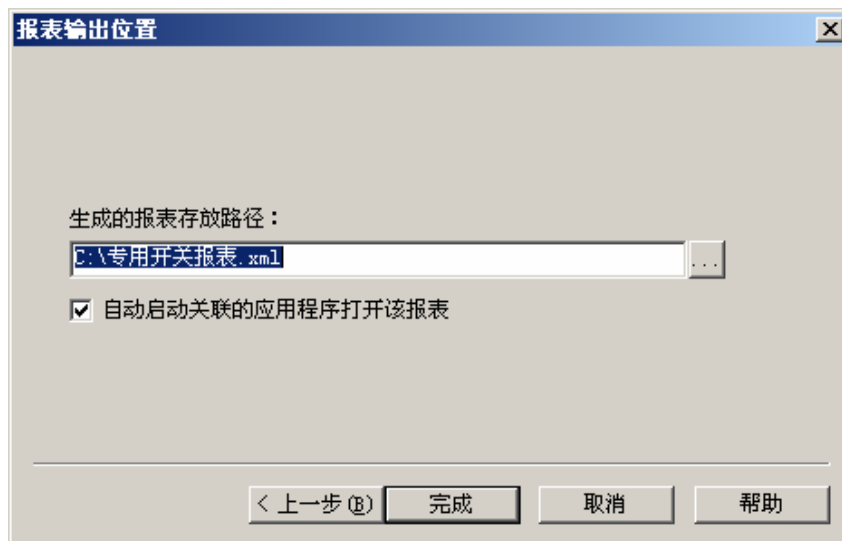 报表输出位置
生成的报表存放路径：
C:\专用开关报表.xml
...
自动启动关联的应用程序打开该报表
< 上一步(B) 完成 取消 帮助